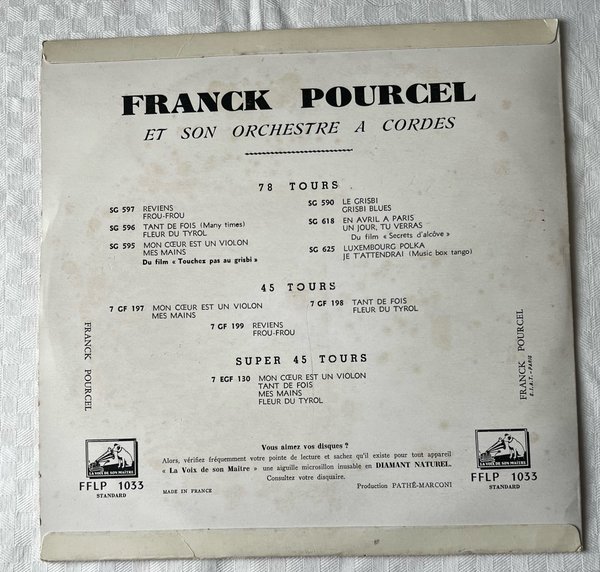 FRANCK POURCEL
ET SON ORCHESTRE A CORDES
78 TOURS
SG 597 REVIENS
FROU-FROU
SG 596 TANT DE FOIS (Many times)
FLEUR DU TYROL
SG 595 MON CŒUR EST UN VIOLON
MES MAINS
Du film « Touchez pas au grisbi »
SG 590 LE GRISBI
GRISBI BLUES
SG 618 EN AVRIL A PARIS
UN JOUR, TU VERRAS
Du film « Secrets d'alcôve »
SG 625 LUXEMBOURG POLKA
JE T'ATTENDRAI (Music box tango)
45 TOURS
7 GF 197 MON CŒUR EST UN VIOLON
MES MAINS
7 GF 198 TANT DE FOIS
FLEUR DU TYROL
7 GF 199 REVIENS
FROU-FROU
SUPER 45 TOURS
7 EGF 130 MON CŒUR EST UN VIOLON
TANT DE FOIS
MES MAINS
FLEUR DU TYROL
FRANCK POURCEL
FRANCK POURCEL
E.I.A.T.-PARIS
LA VOIX DE SON MAITRE
FFLP 1033
STANDARD
Vous aimez vos disques ?
Alors, vérifiez fréquemment votre pointe de lecture et sachez qu'il existe pour tout appareil
« La Voix de son Maître » une aiguille microsillon inusable en DIAMANT NATUREL.
Consultez votre disquaire.
MADE IN FRANCE
Production PATHÉ-MARCONI
LA VOIX DE SON MAITRE
FFLP 1033
STANDARD